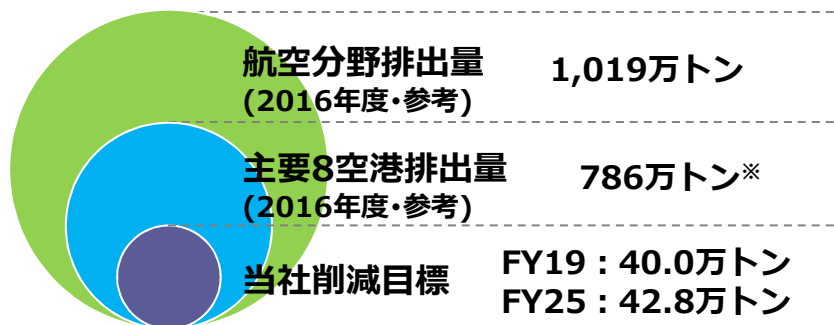 航空分野排出量 1,019万トン
(2016年度･参考)
主要8空港排出量 786万トン※
(2016年度･参考)
当社削減目標 FY19：40.0万トン
FY25：42.8万トン